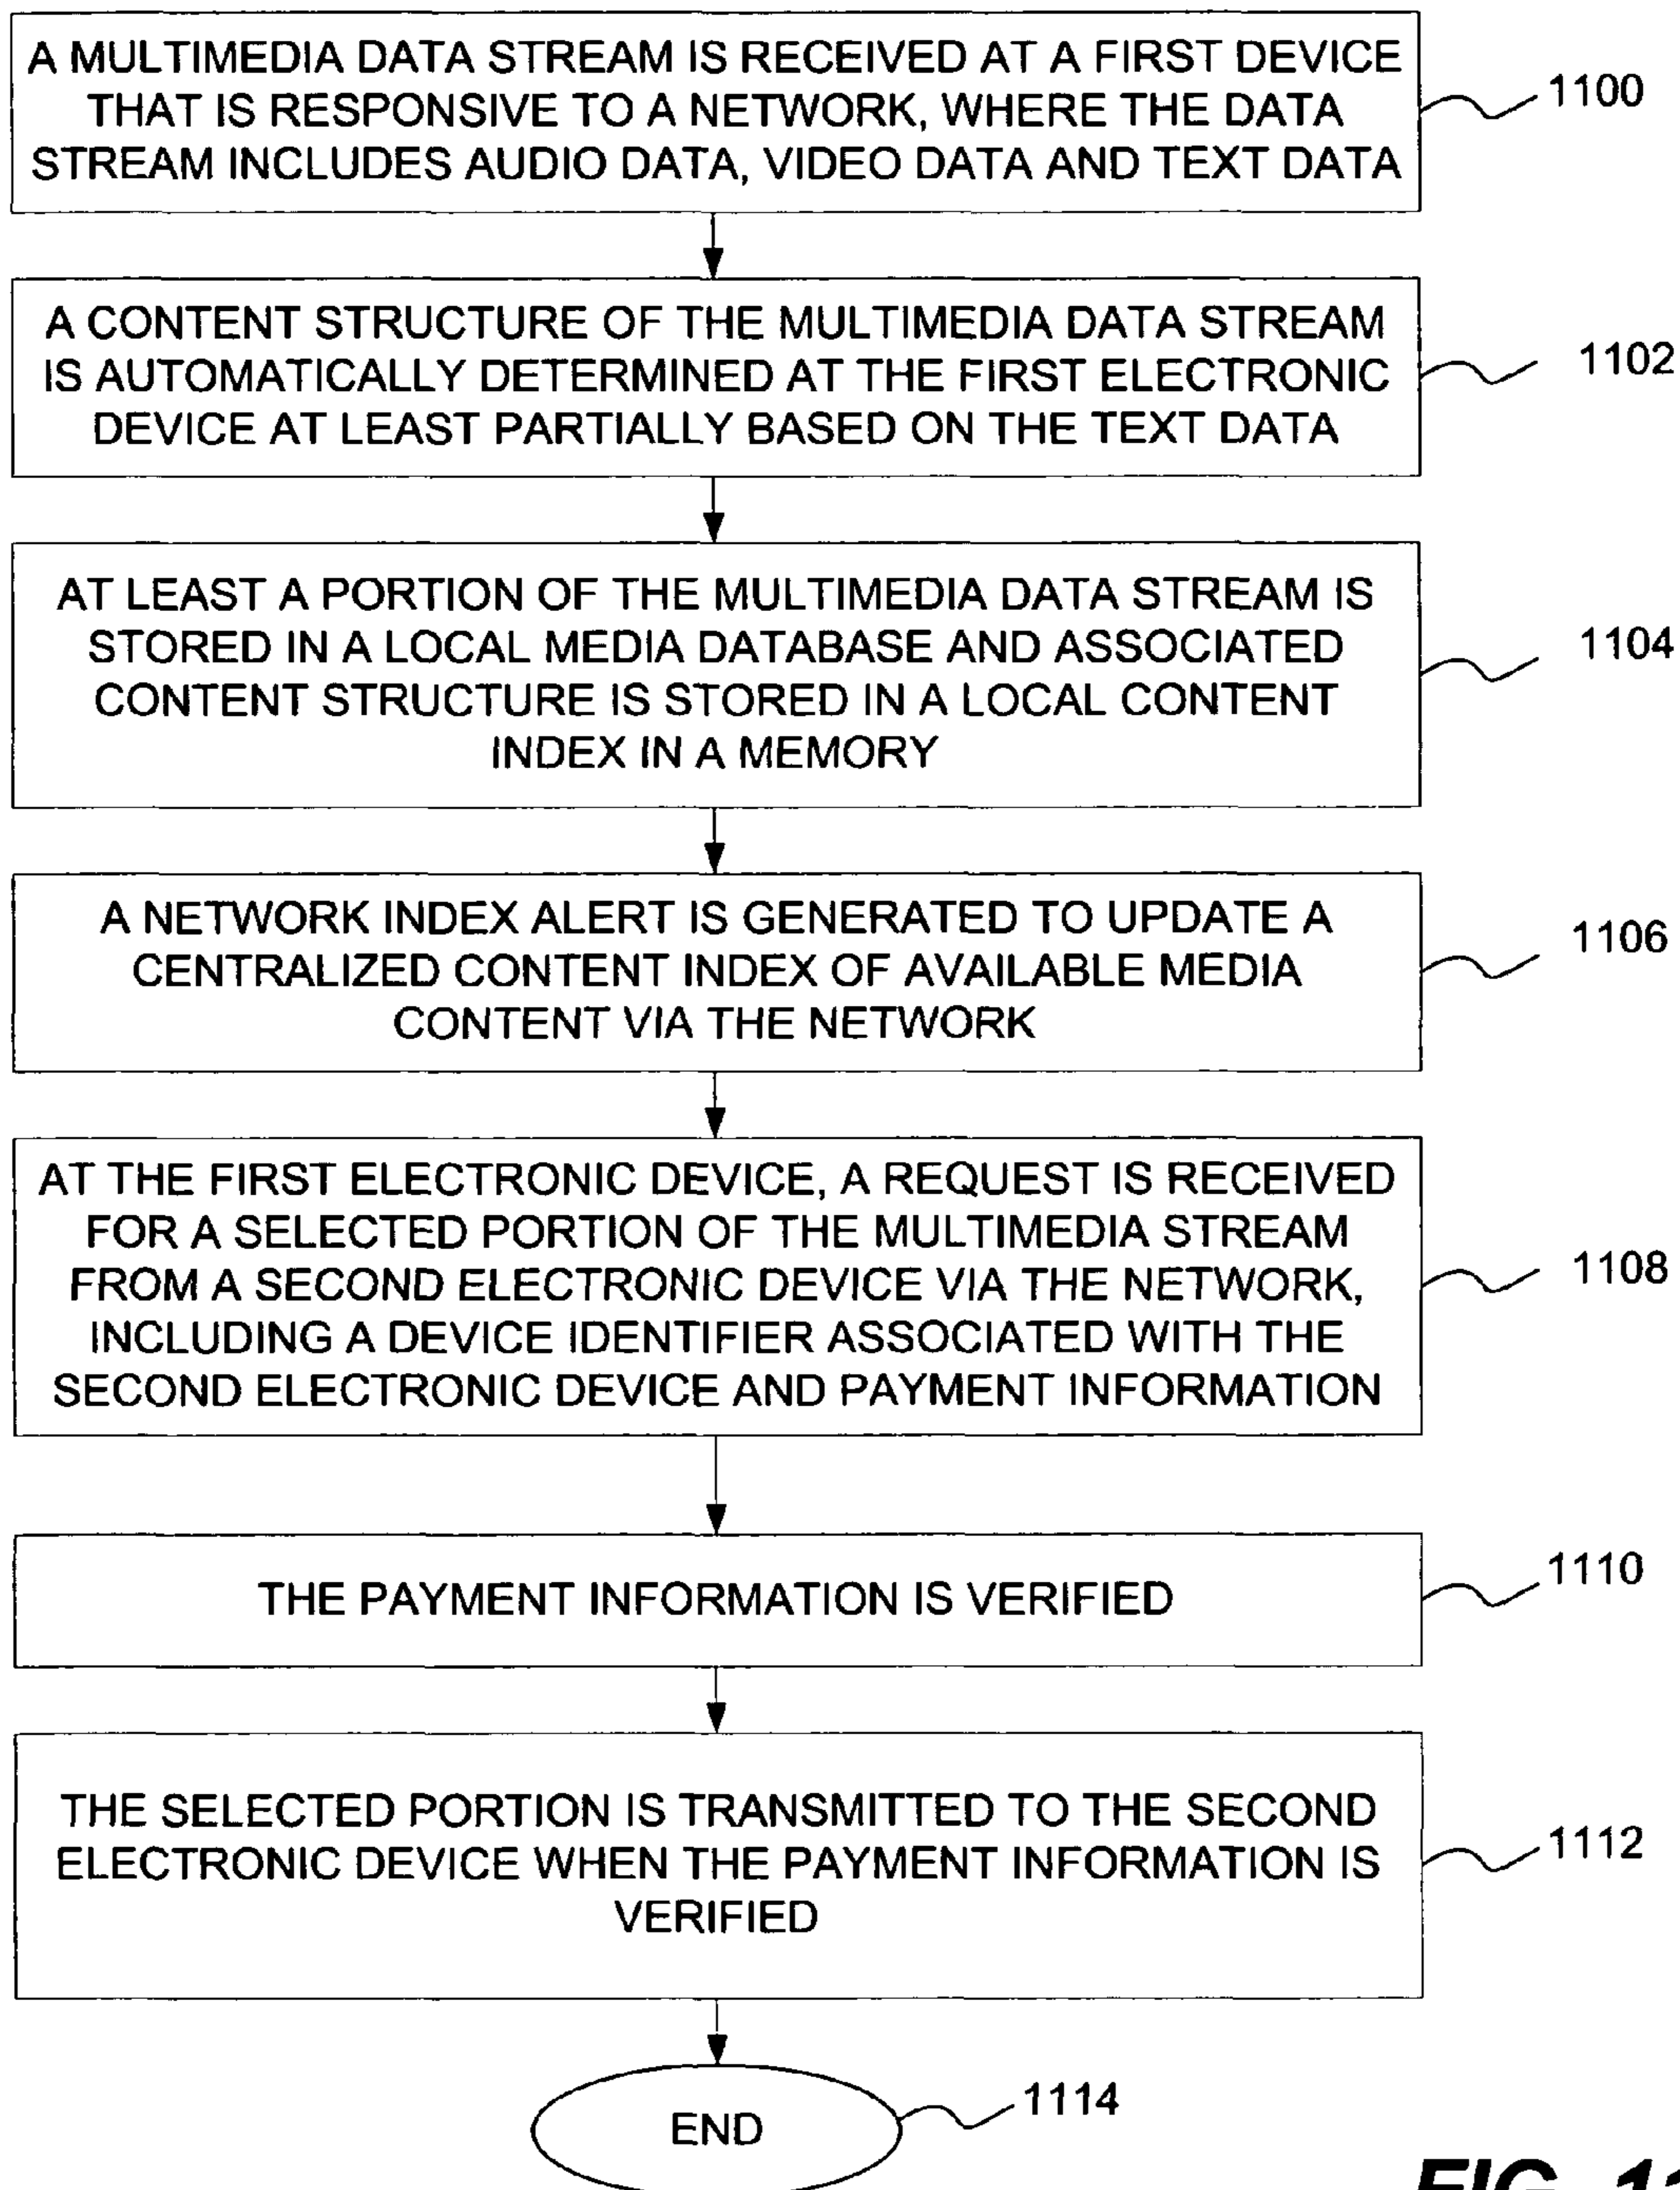 A MULTIMEDIA DATA STREAM IS RECEIVED AT A FIRST DEVICE
THAT IS RESPONSIVE TO A NETWORK, WHERE THE DATA
STREAM INCLUDES AUDIO DATA, VIDEO DATA AND TEXT DATA
1100
A CONTENT STRUCTURE OF THE MULTIMEDIA DATA STREAM
IS AUTOMATICALLY DETERMINED AT THE FIRST ELECTRONIC
DEVICE AT LEAST PARTIALLY BASED ON THE TEXT DATA
1102
AT LEAST A PORTION OF THE MULTIMEDIA DATA STREAM IS
STORED IN A LOCAL MEDIA DATABASE AND ASSOCIATED
CONTENT STRUCTURE IS STORED IN A LOCAL CONTENT
INDEX IN A MEMORY
1104
A NETWORK INDEX ALERT IS GENERATED TO UPDATE A
CENTRALIZED CONTENT INDEX OF AVAILABLE MEDIA
CONTENT VIA THE NETWORK
1106
AT THE FIRST ELECTRONIC DEVICE, A REQUEST IS RECEIVED
FOR A SELECTED PORTION OF THE MULTIMEDIA STREAM
FROM A SECOND ELECTRONIC DEVICE VIA THE NETWORK,
INCLUDING A DEVICE IDENTIFIER ASSOCIATED WITH THE
SECOND ELECTRONIC DEVICE AND PAYMENT INFORMATION
1108
THE PAYMENT INFORMATION IS VERIFIED
1110
THE SELECTED PORTION IS TRANSMITTED TO THE SECOND
ELECTRONIC DEVICE WHEN THE PAYMENT INFORMATION IS
VERIFIED
1112
END
1114
FIG. 11